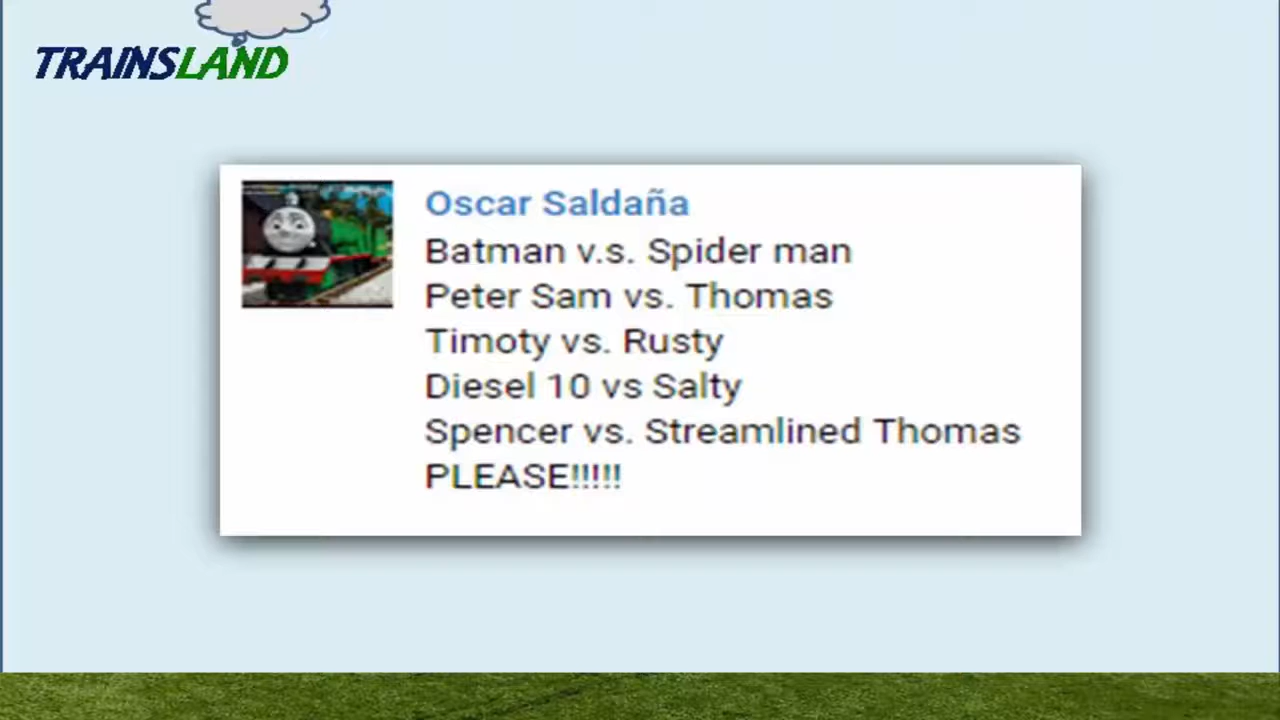 TRAINSLAND
Oscar Saldaña
Batman v.s. Spider man
Peter Sam vs. Thomas
Timoty vs. Rusty
Diesel 10 vs Salty
Spencer vs. Streamlined Thomas
PLEASE!!!!!